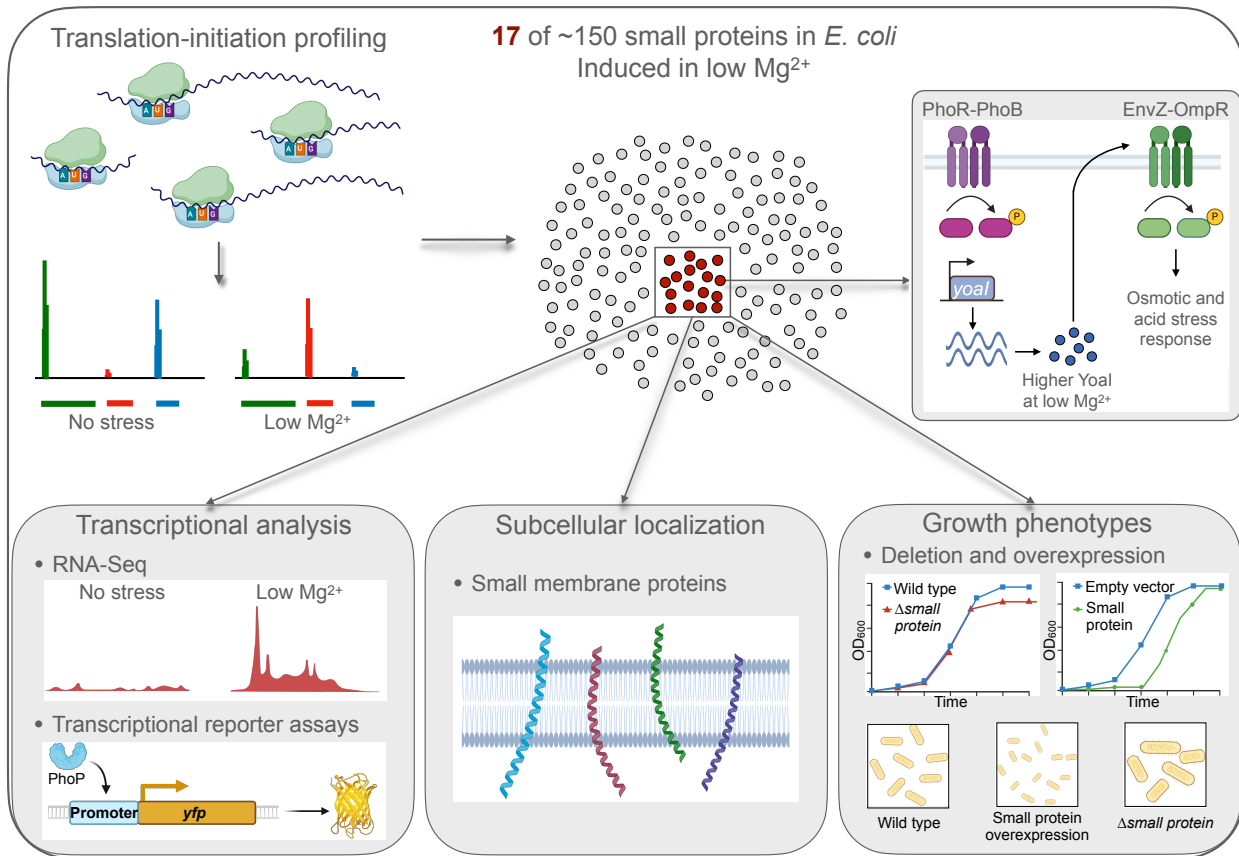 Translation-initiation profiling
A U G
A U G
A U G
A U G
No stress
Low Mg²⁺
17 of ~150 small proteins in E. coli
Induced in low Mg²⁺
PhoR-PhoB
EnvZ-OmpR
P
P
yoaI
Higher YoaI
at low Mg²⁺
Osmotic and
acid stress
response
Transcriptional analysis
• RNA-Seq
No stress
Low Mg²⁺
• Transcriptional reporter assays
PhoP
Promoter
yfp
Subcellular localization
• Small membrane proteins
Growth phenotypes
• Deletion and overexpression
OD₆₀₀
Wild type
Δsmall
protein
Time
OD₆₀₀
Empty vector
Small
protein
Time
Wild type
Small protein
overexpression
Δsmall protein